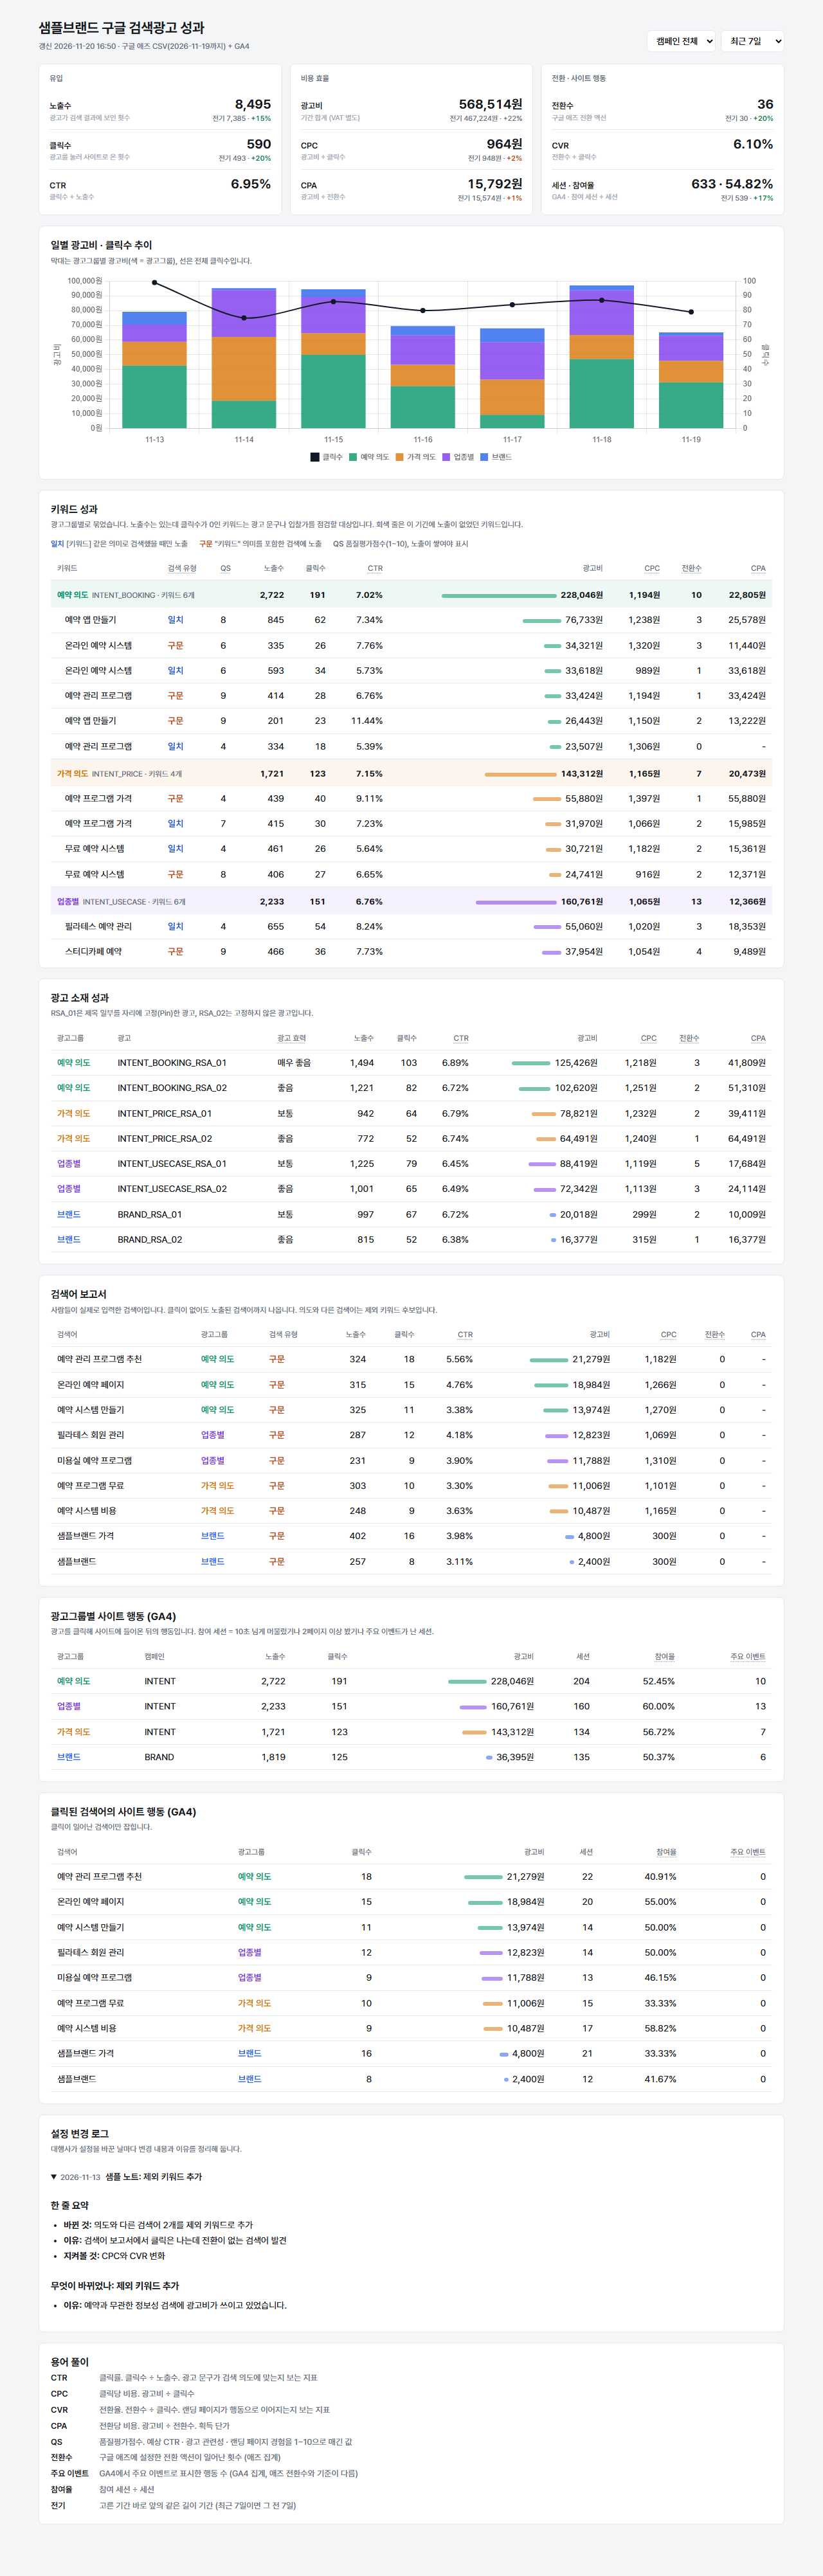 샘플브랜드 구글 검색광고 성과
갱신 2026-11-20 16:50 · 구글 애즈 CSV(2026-11-19까지) + GA4
캠페인 전체 최근 7일
유입
노출수 8,495
광고가 검색 결과에 보인 횟수 전기 7,385 · +15%
클릭수 590
광고를 눌러 사이트로 온 횟수 전기 493 · +20%
CTR 6.95%
클릭수 ÷ 노출수
비용 효율
광고비 568,514원
기간 합계 (VAT 별도) 전기 467,224원 · +22%
CPC 964원
광고비 ÷ 클릭수 전기 948원 · +2%
CPA 15,792원
광고비 ÷ 전환수 전기 15,574원 · +1%
전환 · 사이트 행동
전환수 36
구글 애즈 전환 액션 전기 30 · +20%
CVR 6.10%
전환수 ÷ 클릭수
세션 · 참여율 633 · 54.82%
GA4 · 참여 세션 ÷ 세션 전기 539 · +17%
일별 광고비 · 클릭수 추이
막대는 광고그룹별 광고비(색 = 광고그룹), 선은 전체 클릭수입니다.
100,000원 100
90,000원 90
80,000원 80
70,000원 70
60,000원 60
50,000원 50
40,000원 40
30,000원 30
20,000원 20
10,000원 10
0원 0
광고비
클릭수
11-13 11-14 11-15 11-16 11-17 11-18 11-19
클릭수 예약 의도 가격 의도 업종별 브랜드
키워드 성과
광고그룹별로 묶었습니다. 노출수는 있는데 클릭수가 0인 키워드는 광고 문구나 입찰가를 점검할 대상입니다. 회색 줄은 이 기간에 노출이 없었던 키워드입니다.
일치 [키워드] 같은 의미로 검색했을 때만 노출 구문 "키워드" 의미를 포함한 검색에 노출 QS 품질평가점수(1~10), 노출이 쌓여야 표시
키워드 검색 유형 QS 노출수 클릭수 CTR 광고비 CPC 전환수 CPA
예약 의도 INTENT_BOOKING · 키워드 6개 2,722 191 7.02% 228,046원 1,194원 10 22,805원
예약 앱 만들기 일치 8 845 62 7.34% 76,733원 1,238원 3 25,578원
온라인 예약 시스템 구문 6 335 26 7.76% 34,321원 1,320원 3 11,440원
온라인 예약 시스템 일치 6 593 34 5.73% 33,618원 989원 1 33,618원
예약 관리 프로그램 구문 9 414 28 6.76% 33,424원 1,194원 1 33,424원
예약 앱 만들기 구문 9 201 23 11.44% 26,443원 1,150원 2 13,222원
예약 관리 프로그램 일치 4 334 18 5.39% 23,507원 1,306원 0 -
가격 의도 INTENT_PRICE · 키워드 4개 1,721 123 7.15% 143,312원 1,165원 7 20,473원
예약 프로그램 가격 구문 4 439 40 9.11% 55,880원 1,397원 1 55,880원
예약 프로그램 가격 일치 7 415 30 7.23% 31,970원 1,066원 2 15,985원
무료 예약 시스템 일치 4 461 26 5.64% 30,721원 1,182원 2 15,361원
무료 예약 시스템 구문 8 406 27 6.65% 24,741원 916원 2 12,371원
업종별 INTENT_USECASE · 키워드 6개 2,233 151 6.76% 160,761원 1,065원 13 12,366원
필라테스 예약 관리 일치 4 655 54 8.24% 55,060원 1,020원 3 18,353원
스터디카페 예약 구문 9 466 36 7.73% 37,954원 1,054원 4 9,489원
광고 소재 성과
RSA_01은 제목 일부를 자리에 고정(Pin)한 광고, RSA_02는 고정하지 않은 광고입니다.
광고그룹 광고 광고 효력 노출수 클릭수 CTR 광고비 CPC 전환수 CPA
예약 의도 INTENT_BOOKING_RSA_01 매우 좋음 1,494 103 6.89% 125,426원 1,218원 3 41,809원
예약 의도 INTENT_BOOKING_RSA_02 좋음 1,221 82 6.72% 102,620원 1,251원 2 51,310원
가격 의도 INTENT_PRICE_RSA_01 보통 942 64 6.79% 78,821원 1,232원 2 39,411원
가격 의도 INTENT_PRICE_RSA_02 좋음 772 52 6.74% 64,491원 1,240원 1 64,491원
업종별 INTENT_USECASE_RSA_01 보통 1,225 79 6.45% 88,419원 1,119원 5 17,684원
업종별 INTENT_USECASE_RSA_02 좋음 1,001 65 6.49% 72,342원 1,113원 3 24,114원
브랜드 BRAND_RSA_01 보통 997 67 6.72% 20,018원 299원 2 10,009원
브랜드 BRAND_RSA_02 좋음 815 52 6.38% 16,377원 315원 1 16,377원
검색어 보고서
사람들이 실제로 입력한 검색어입니다. 클릭이 없어도 노출된 검색어까지 나옵니다. 의도와 다른 검색어는 제외 키워드 후보입니다.
검색어 광고그룹 검색 유형 노출수 클릭수 CTR 광고비 CPC 전환수 CPA
예약 관리 프로그램 추천 예약 의도 구문 324 18 5.56% 21,279원 1,182원 0 -
온라인 예약 페이지 예약 의도 구문 315 15 4.76% 18,984원 1,266원 0 -
예약 시스템 만들기 예약 의도 구문 325 11 3.38% 13,974원 1,270원 0 -
필라테스 회원 관리 업종별 구문 287 12 4.18% 12,823원 1,069원 0 -
미용실 예약 프로그램 업종별 구문 231 9 3.90% 11,788원 1,310원 0 -
예약 프로그램 무료 가격 의도 구문 303 10 3.30% 11,006원 1,101원 0 -
예약 시스템 비용 가격 의도 구문 248 9 3.63% 10,487원 1,165원 0 -
샘플브랜드 가격 브랜드 구문 402 16 3.98% 4,800원 300원 0 -
샘플브랜드 브랜드 구문 257 8 3.11% 2,400원 300원 0 -
광고그룹별 사이트 행동 (GA4)
광고를 클릭해 사이트에 들어온 뒤의 행동입니다. 참여 세션 = 10초 넘게 머물렀거나 2페이지 이상 봤거나 주요 이벤트가 난 세션.
광고그룹 캠페인 노출수 클릭수 광고비 세션 참여율 주요 이벤트
예약 의도 INTENT 2,722 191 228,046원 204 52.45% 10
업종별 INTENT 2,233 151 160,761원 160 60.00% 13
가격 의도 INTENT 1,721 123 143,312원 134 56.72% 7
브랜드 BRAND 1,819 125 36,395원 135 50.37% 6
클릭된 검색어의 사이트 행동 (GA4)
클릭이 일어난 검색어만 잡힙니다.
검색어 광고그룹 클릭수 광고비 세션 참여율 주요 이벤트
예약 관리 프로그램 추천 예약 의도 18 21,279원 22 40.91% 0
온라인 예약 페이지 예약 의도 15 18,984원 20 55.00% 0
예약 시스템 만들기 예약 의도 11 13,974원 14 50.00% 0
필라테스 회원 관리 업종별 12 12,823원 14 50.00% 0
미용실 예약 프로그램 업종별 9 11,788원 13 46.15% 0
예약 프로그램 무료 가격 의도 10 11,006원 15 33.33% 0
예약 시스템 비용 가격 의도 9 10,487원 17 58.82% 0
샘플브랜드 가격 브랜드 16 4,800원 21 33.33% 0
샘플브랜드 브랜드 8 2,400원 12 41.67% 0
설정 변경 로그
대행사가 설정을 바꾼 날마다 변경 내용과 이유를 정리해 둡니다.
▼ 2026-11-13 샘플 노트: 제외 키워드 추가
한 줄 요약
• 바뀐 것: 의도와 다른 검색어 2개를 제외 키워드로 추가
• 이유: 검색어 보고서에서 클릭은 나는데 전환이 없는 검색어 발견
• 지켜볼 것: CPC와 CVR 변화
무엇이 바뀌었나: 제외 키워드 추가
• 이유: 예약과 무관한 정보성 검색에 광고비가 쓰이고 있었습니다.
용어 풀이
CTR 클릭률. 클릭수 ÷ 노출수. 광고 문구가 검색 의도에 맞는지 보는 지표
CPC 클릭당 비용. 광고비 ÷ 클릭수
CVR 전환율. 전환수 ÷ 클릭수. 랜딩 페이지가 행동으로 이어지는지 보는 지표
CPA 전환당 비용. 광고비 ÷ 전환수. 획득 단가
QS 품질평가점수. 예상 CTR · 광고 관련성 · 랜딩 페이지 경험을 1~10으로 매긴 값
전환수 구글 애즈에 설정한 전환 액션이 일어난 횟수 (애즈 집계)
주요 이벤트 GA4에서 주요 이벤트로 표시한 행동 수 (GA4 집계, 애즈 전환수와 기준이 다름)
참여율 참여 세션 ÷ 세션
전기 고른 기간 바로 앞의 같은 길이 기간 (최근 7일이면 그 전 7일)